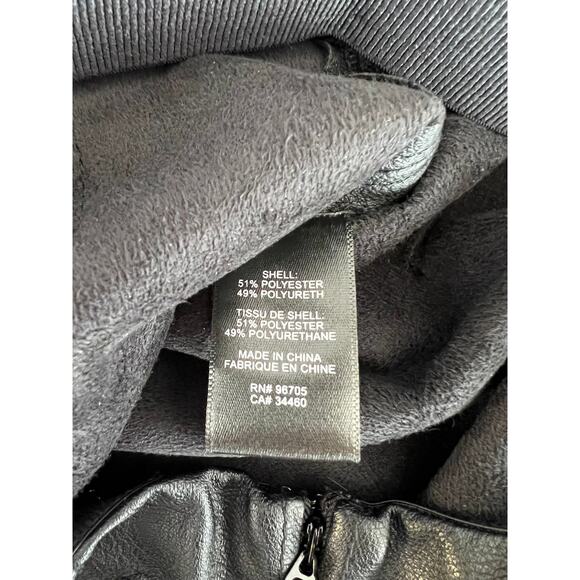 SHELL:
51% POLYESTER
49% POLYURETH
TISSU DE SHELL:
51% POLYESTER
49% POLYURETHANE
MADE IN CHINA
FABRIQUE EN CHINE
RN# 96705
CA# 34460